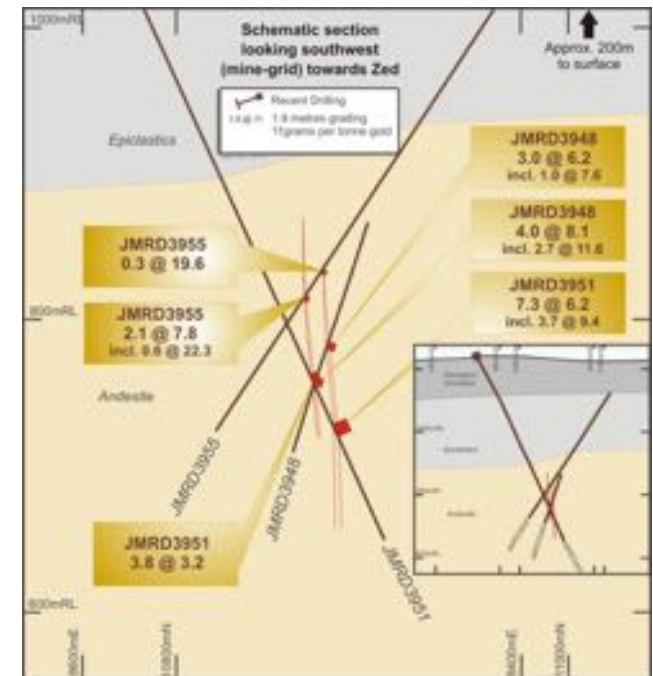 1000mRL
Schematic section
looking southwest
(mine-grid) towards Zed
Approx. 200m
to surface
Recent Drilling
1.9 metres grading
11grams per tonne gold
Epiclastics
JMRD3948
3.0 @ 6.2
incl. 1.0 @ 7.6
JMRD3948
4.0 @ 8.1
incl. 2.7 @ 11.6
JMRD3955
0.3 @ 19.6
JMRD3951
7.3 @ 6.2
incl. 3.7 @ 9.4
800mRL
JMRD3955
2.1 @ 7.8
incl. 0.6 @ 22.3
Andesite
JMRD3955
JMRD3948
JMRD3951
JMRD3951
3.8 @ 3.2
600mRL
10800mN
11000mN